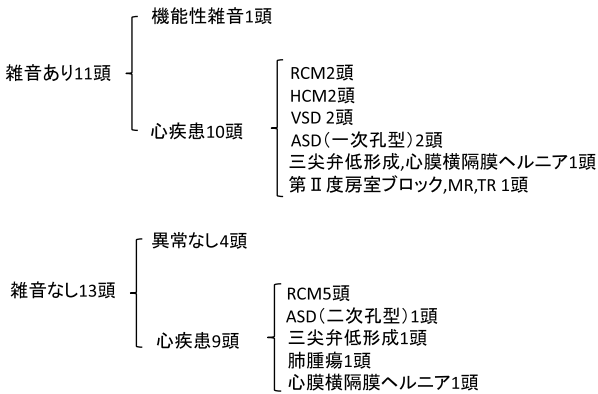 機能性雑音1頭
雑音あり11頭
心疾患10頭
RCM2頭
HCM2頭
VSD 2頭
ASD（一次孔型）2頭
三尖弁低形成,心膜横隔膜ヘルニア1頭
第Ⅱ度房室ブロック,MR,TR 1頭
異常なし4頭
雑音なし13頭
心疾患9頭
RCM5頭
ASD（二次孔型）1頭
三尖弁低形成1頭
肺腫瘍1頭
心膜横隔膜ヘルニア1頭